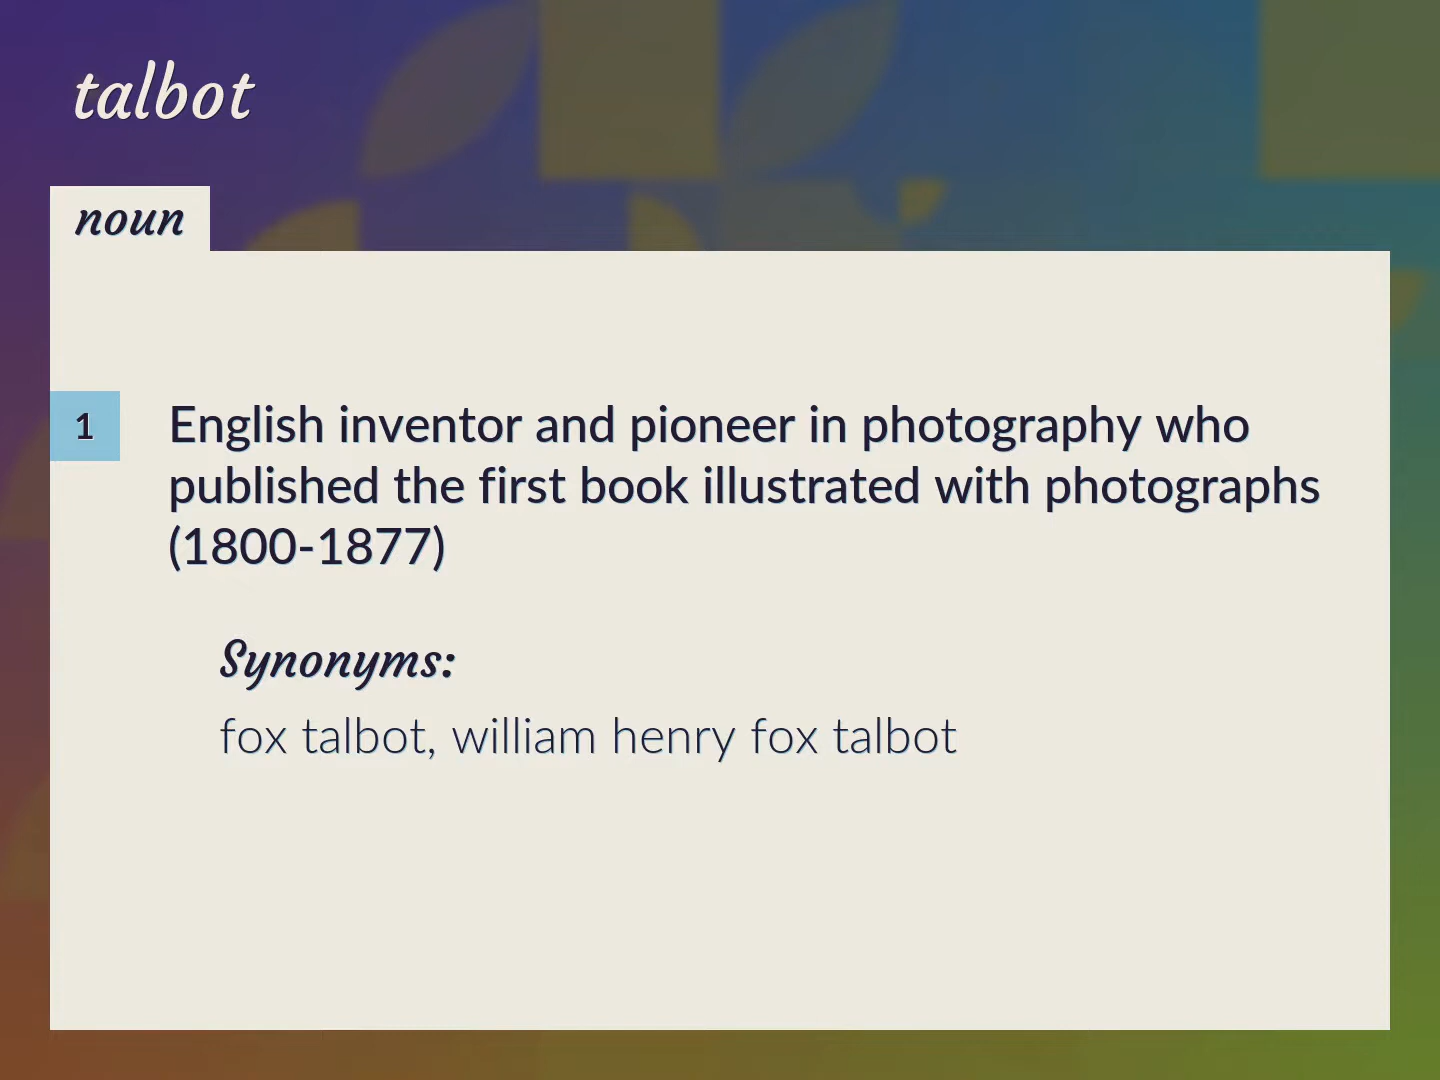 talbot
noun
1
English inventor and pioneer in photography who
published the first book illustrated with photographs
(1800-1877)
Synonyms:
fox talbot, william henry fox talbot